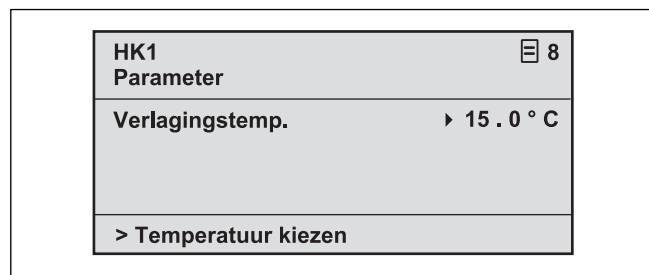 HK1 8
Parameter
Verlagingstemp. 15.0°C
> Temperatuur kiezen